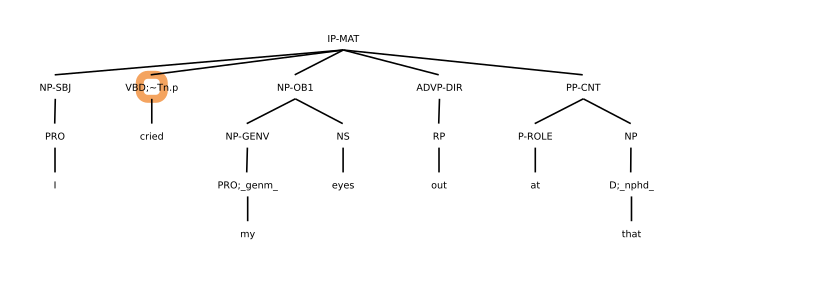 IP-MAT
NP-SBJ VBD;~Tn.p NP-OB1 ADVP-DIR PP-CNT
PRO cried NP-GENV NS RP P-ROLE NP
I PRO;_genm_ eyes out at D;_nphd_
my that